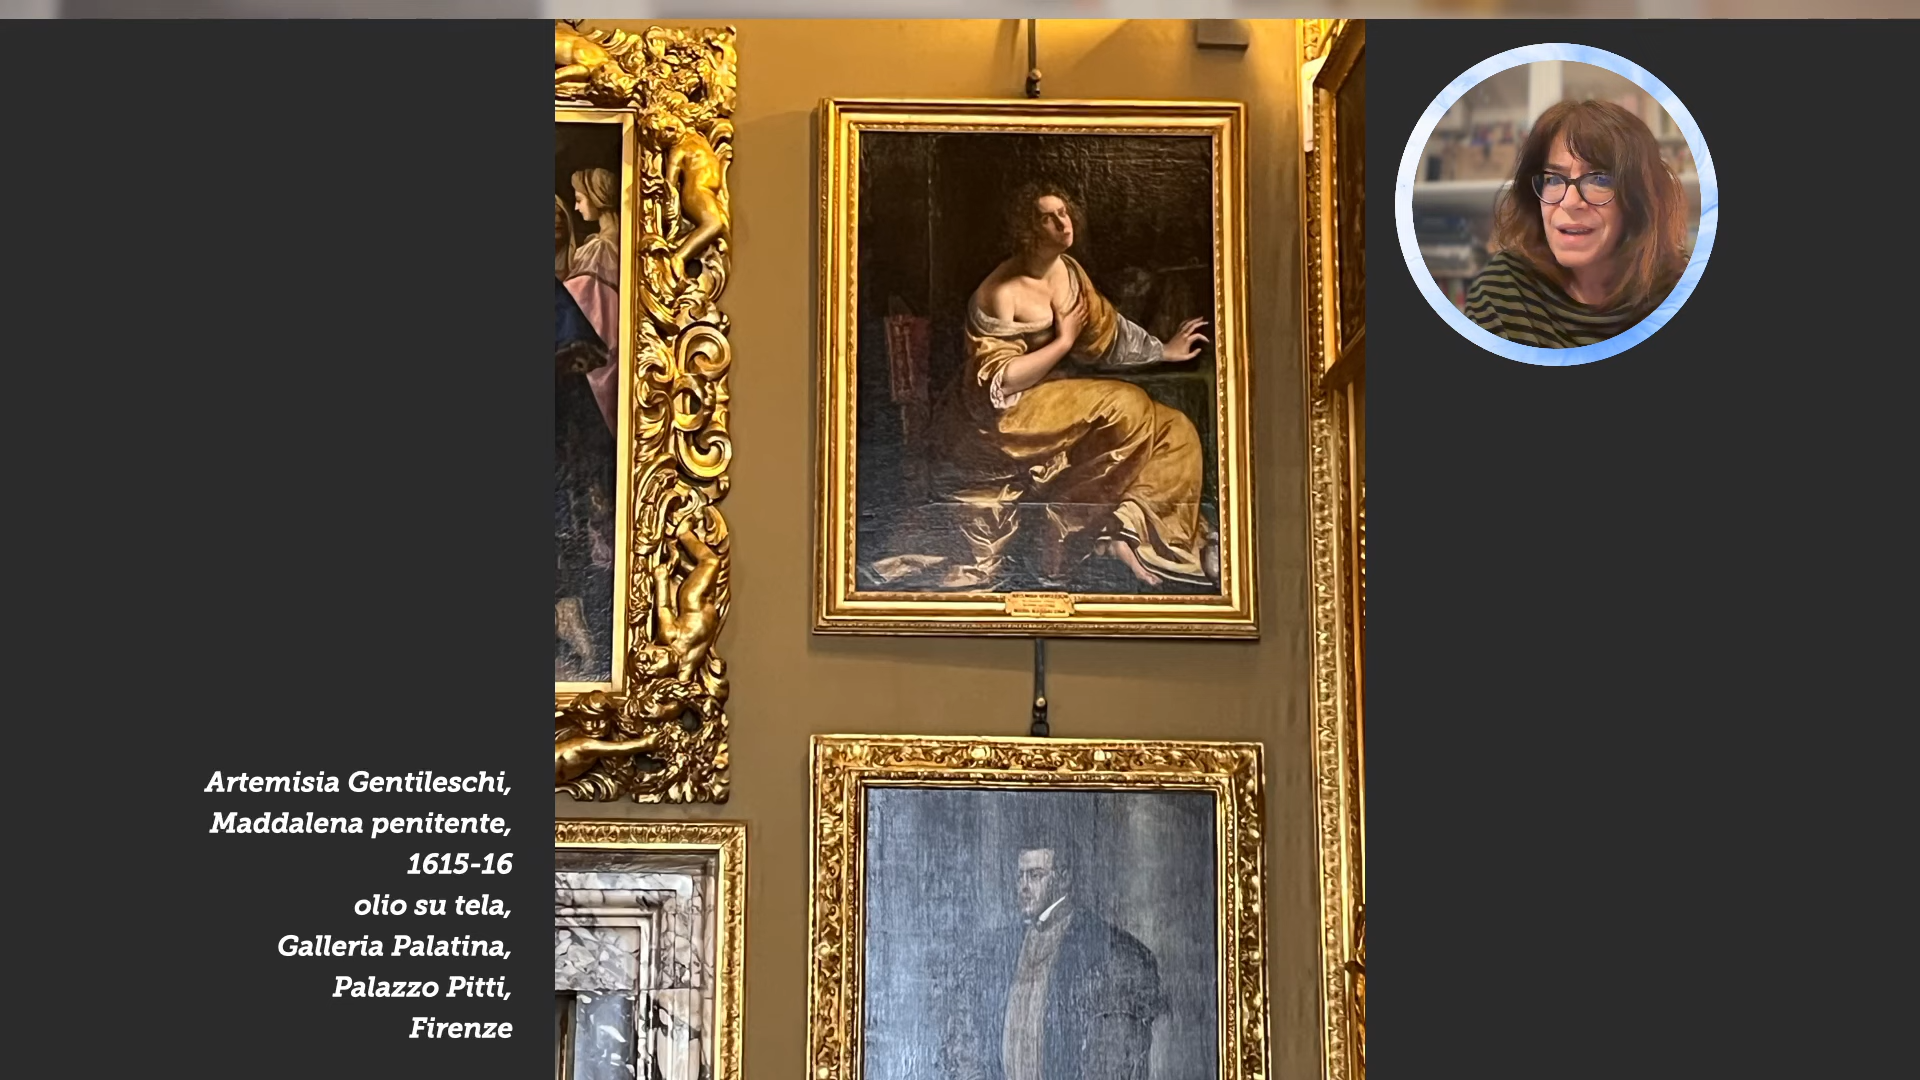 Artemisia Gentileschi,
Maddalena penitente,
1615-16
olio su tela,
Galleria Palatina,
Palazzo Pitti,
Firenze